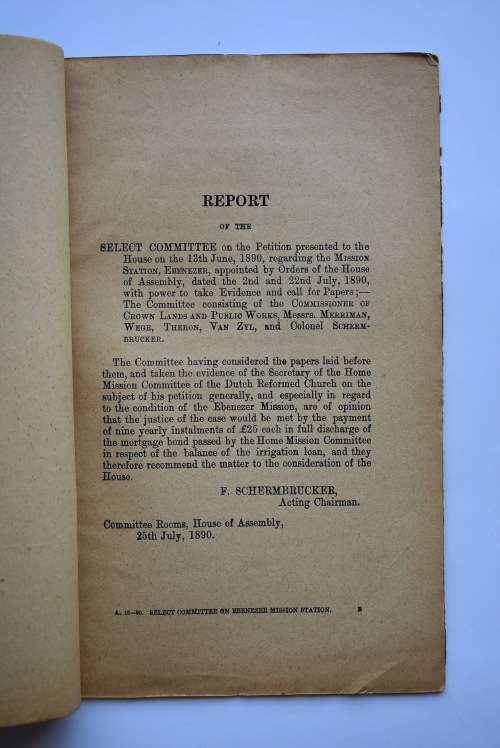 REPORT
OF THE
SELECT COMMITTEE on the Petition presented to the
House on the 13th June, 1890, regarding the MISSION
STATION, EBENEZER, appointed by Orders of the House
of Assembly, dated the 2nd and 22nd July, 1890,
with power to take Evidence and call for Papers;—
The Committee consisting of the COMMISSIONER OF
CROWN LANDS AND PUBLIC WORKS, Messrs. MERRIMAN,
WEGE, THERON, VAN ZYL, and Colonel SCHERM-
BRUCKER.
The Committee having considered the papers laid before
them, and taken the evidence of the Secretary of the Home
Mission Committee of the Dutch Reformed Church on the
subject of his petition generally, and especially in regard
to the condition of the Ebenezer Mission, are of opinion
that the justice of the case would be met by the payment
of nine yearly instalments of £25 each in full discharge of
the mortgage bond passed by the Home Mission Committee
in respect of the balance of the irrigation loan, and they
therefore recommend the matter to the consideration of the
House.
F. SCHERMBRUCKER,
Acting Chairman.
Committee Rooms, House of Assembly,
25th July, 1890.
A. 15—90. SELECT COMMITTEE ON EBENEZER MISSION STATION. B